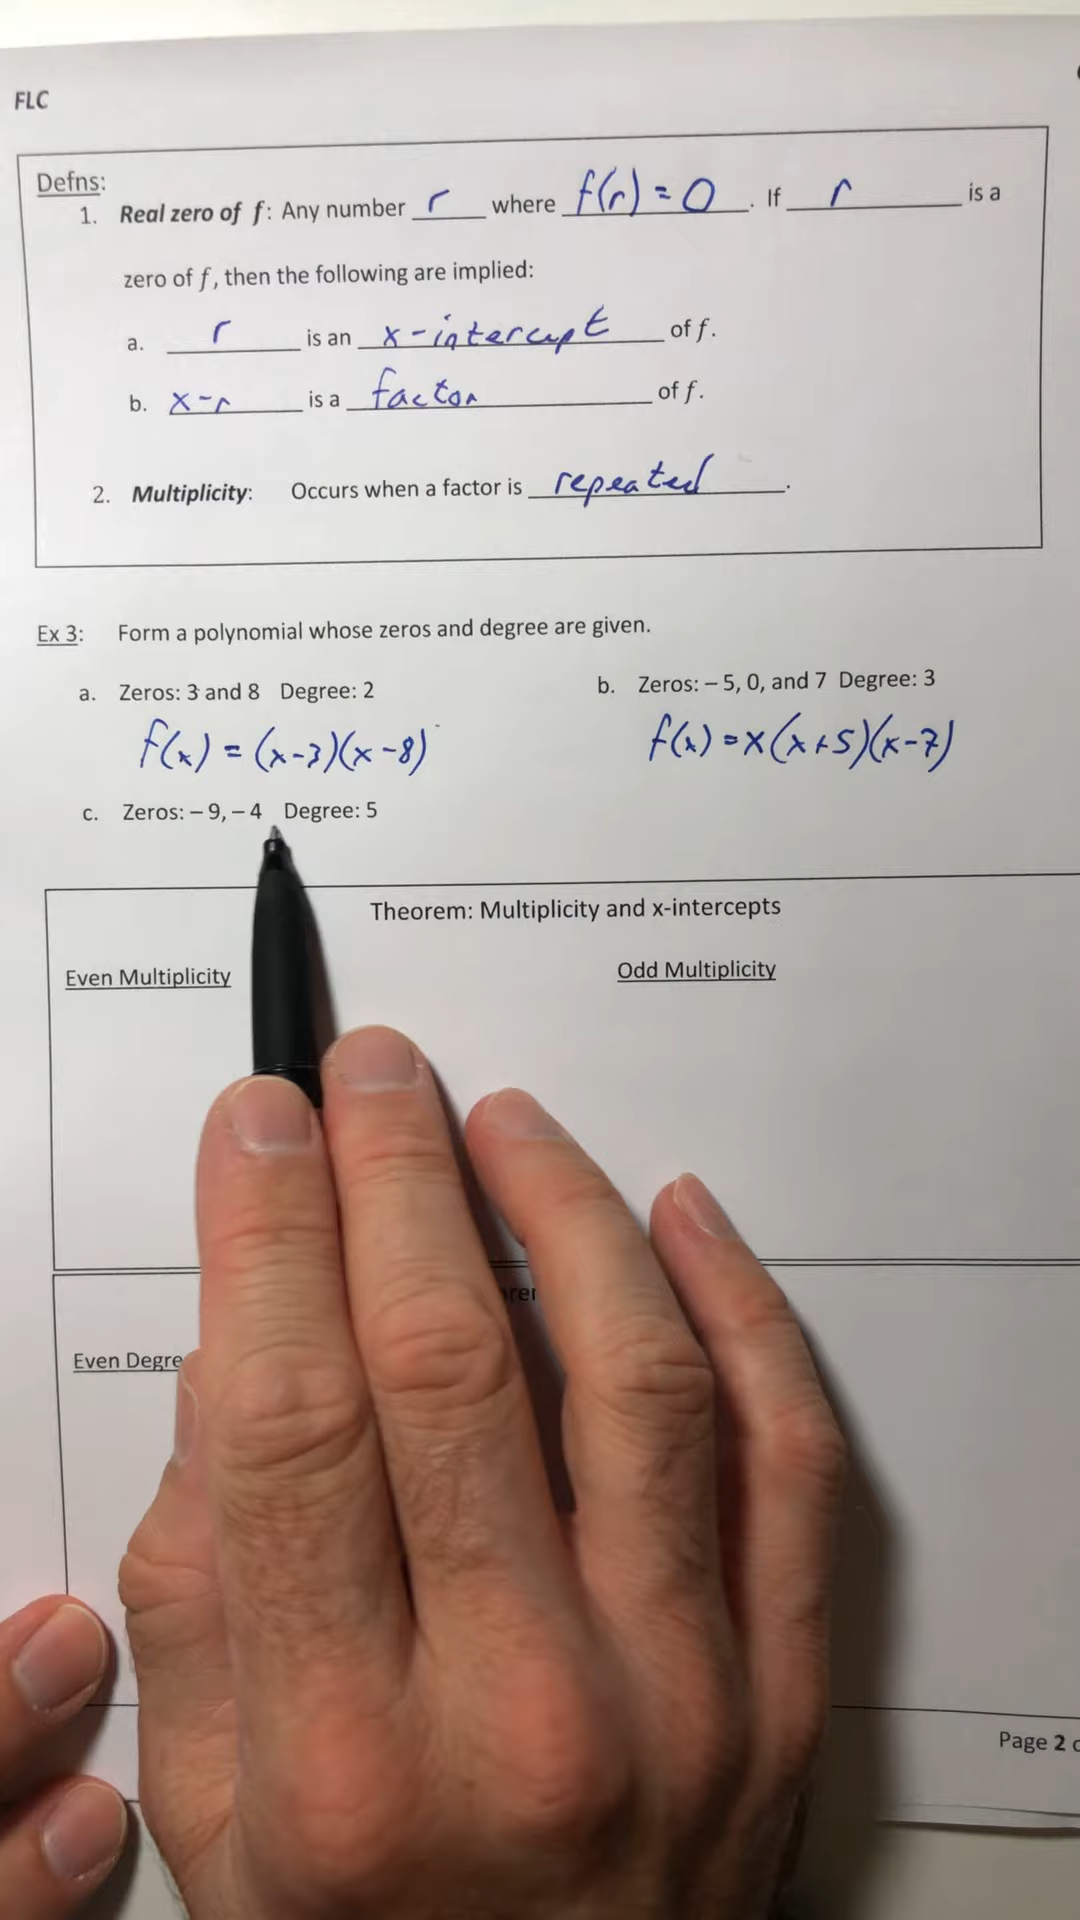 FLC
Defns:
1. Real zero of f: Any number r where f(r) = 0. If r is a
zero of f, then the following are implied:
a. r is an x-intercept of f.
b. x-r is a factor of f.
2. Multiplicity: Occurs when a factor is repeated.
Ex 3: Form a polynomial whose zeros and degree are given.
a. Zeros: 3 and 8 Degree: 2
b. Zeros: – 5, 0, and 7 Degree: 3
f(x) = (x-3)(x-8)
f(x) = x(x+5)(x-7)
c. Zeros: – 9, – 4 Degree: 5
Theorem: Multiplicity and x-intercepts
Even Multiplicity
Odd Multiplicity
Even Degre
Page 2